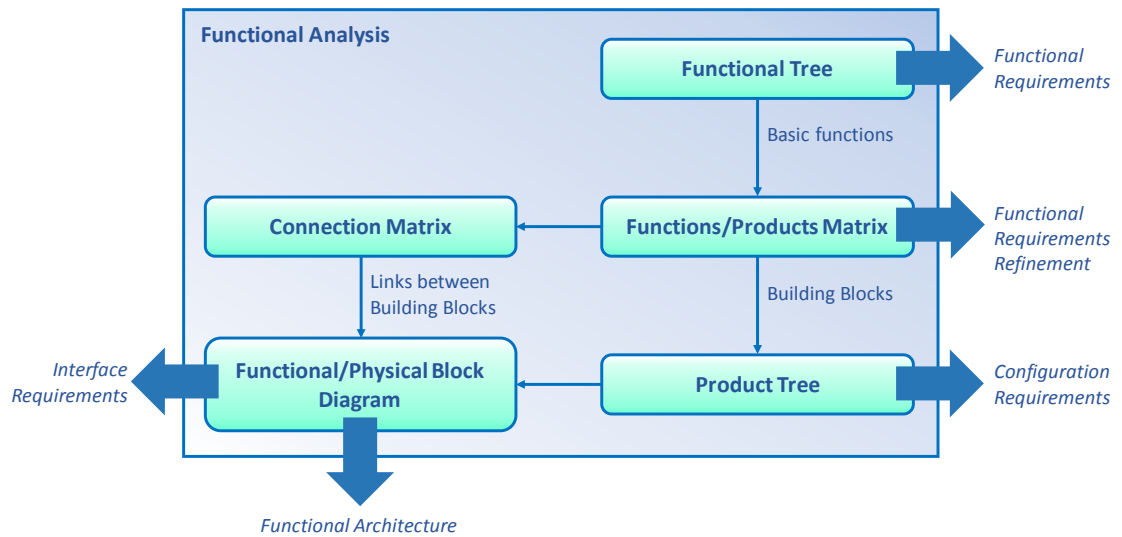 Functional Analysis
Functional Tree
Functional
Requirements
Basic functions
Connection Matrix
Functions/Products Matrix
Functional
Requirements
Refinement
Links between
Building Blocks
Building Blocks
Interface
Requirements
Functional/Physical Block
Diagram
Product Tree
Configuration
Requirements
Functional Architecture